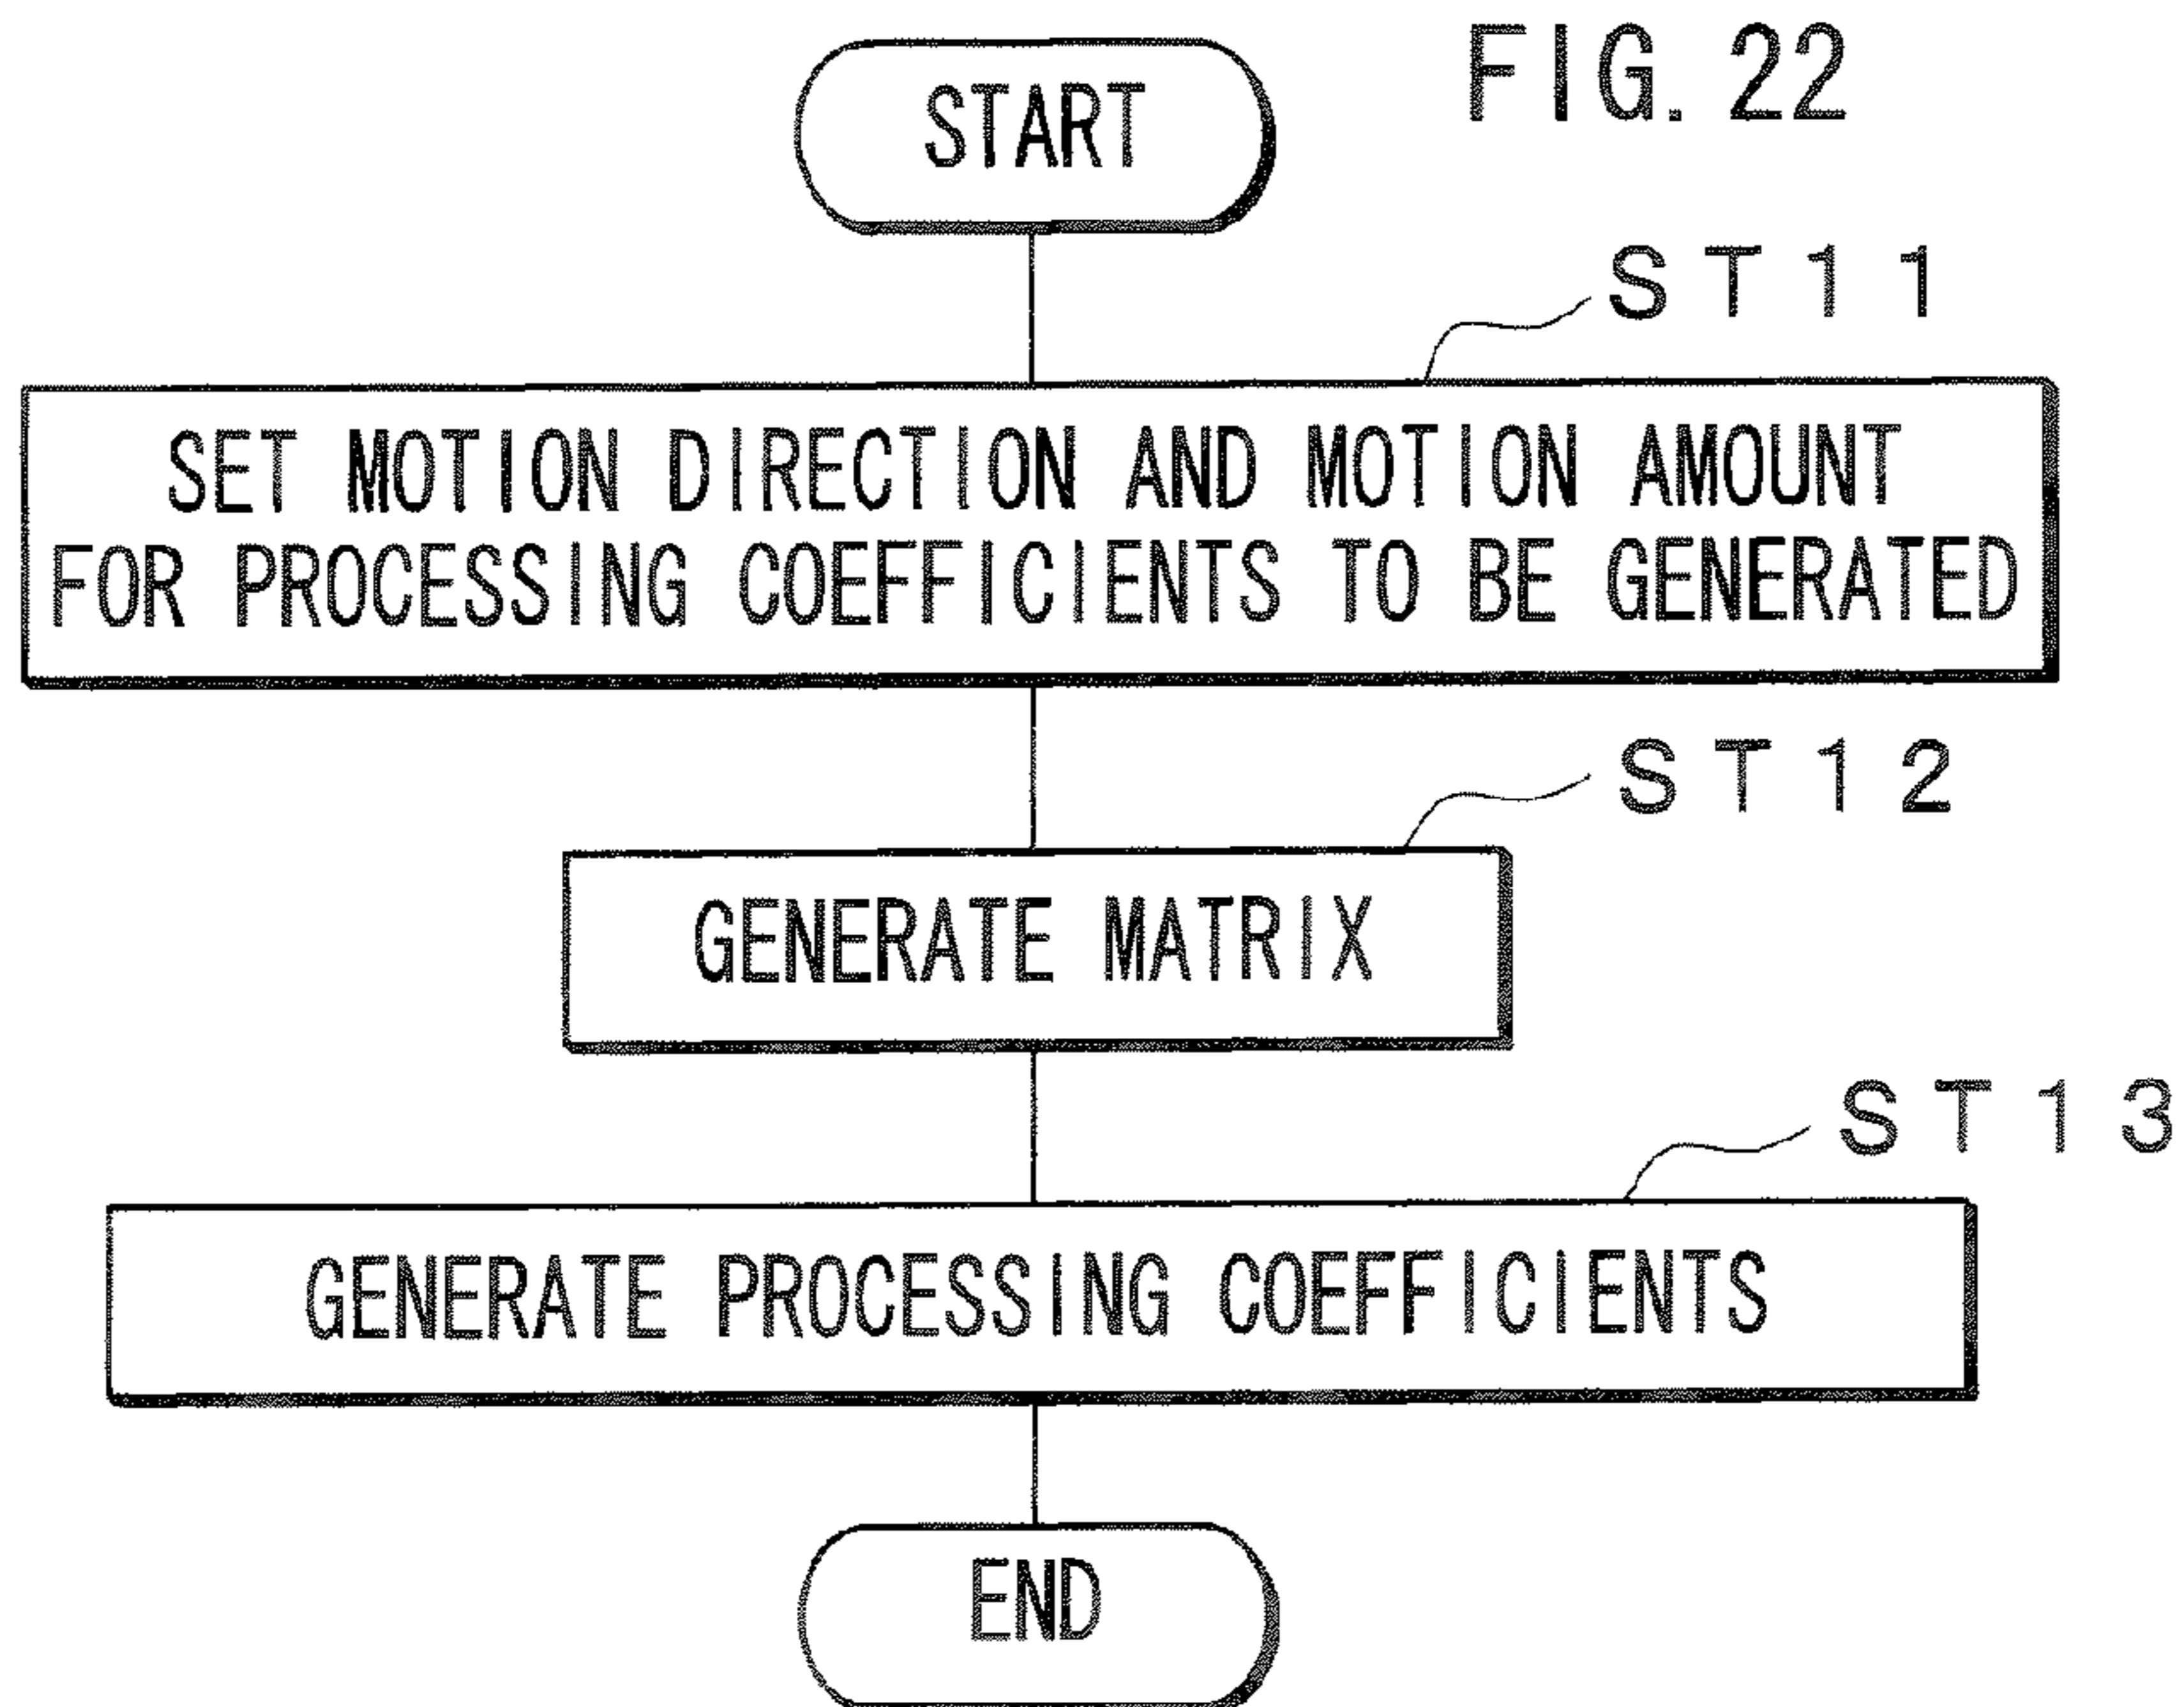 FIG. 22
START
ST11
SET MOTION DIRECTION AND MOTION AMOUNT
FOR PROCESSING COEFFICIENTS TO BE GENERATED
ST12
GENERATE MATRIX
ST13
GENERATE PROCESSING COEFFICIENTS
END